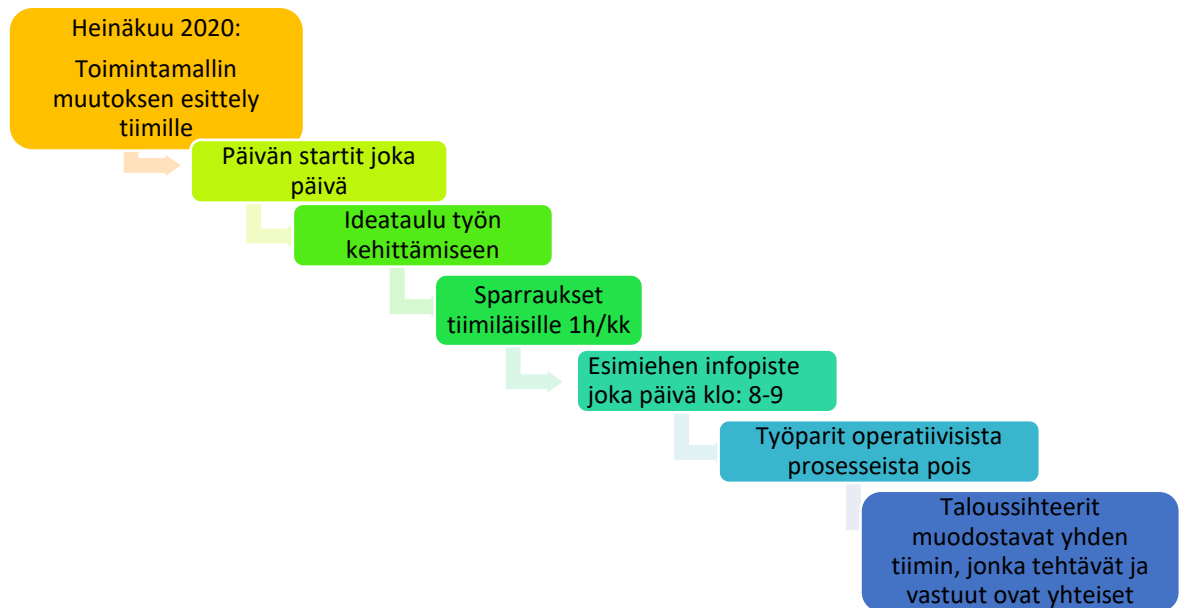 Heinäkuu 2020:
Toimintamallin
muutoksen esittely
tiimille
Päivän startit joka
päivä
Ideataulu työn
kehittämiseen
Sparraukset
tiimiläisille 1h/kk
Esimiehen infopiste
joka päivä klo: 8-9
Työparit operatiivisista
prosesseista pois
Taloussihteerit
muodostavat yhden
tiimin, jonka tehtävät ja
vastuut ovat yhteiset